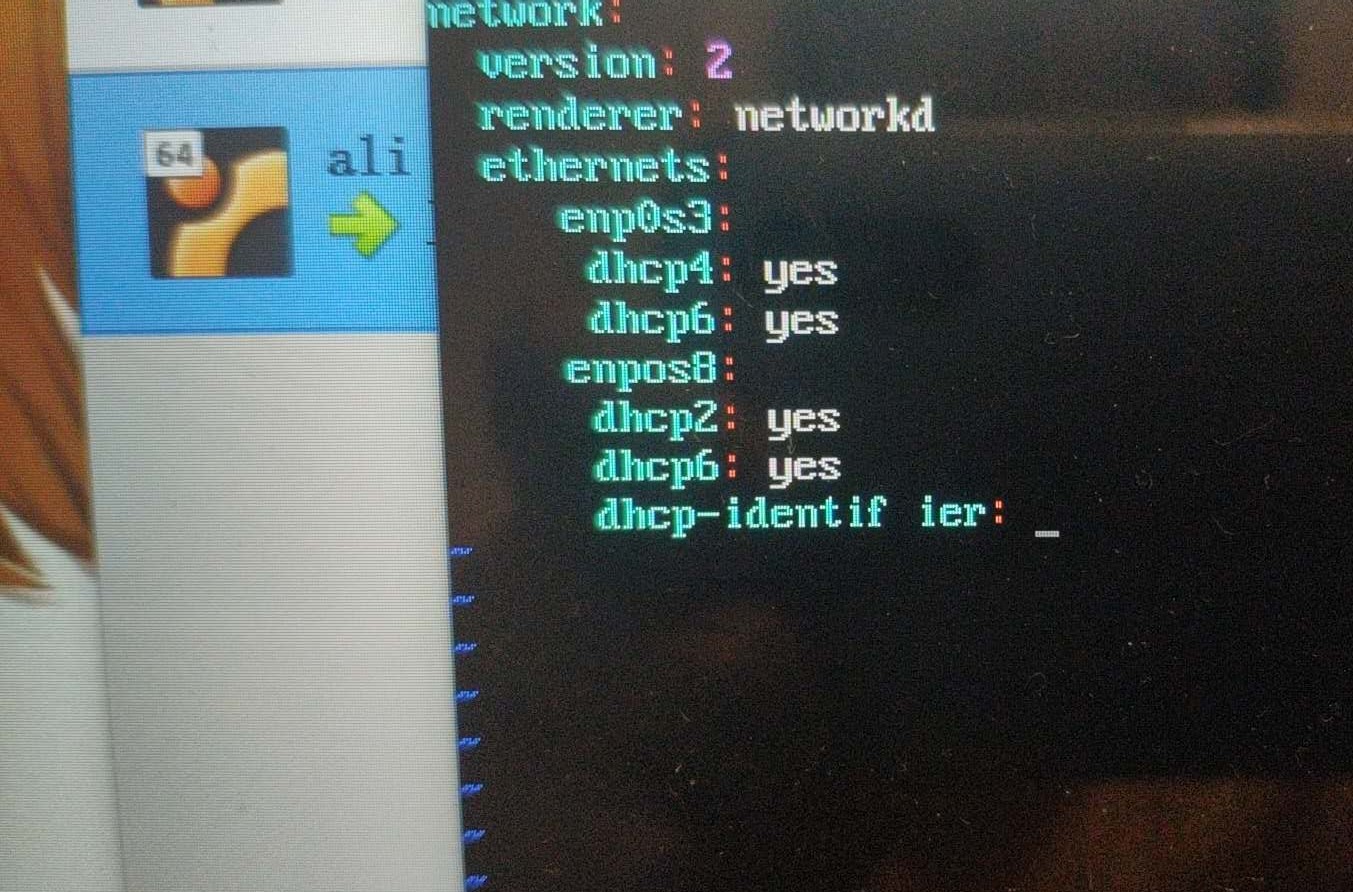 network:
version: 2
renderer: networkd
ethernets:
enp0s3:
dhcp4: yes
dhcp6: yes
enpos8:
dhcp2: yes
dhcp6: yes
dhcp-identif ier: _
~
~
~
~
~
~
~
~
64
ali